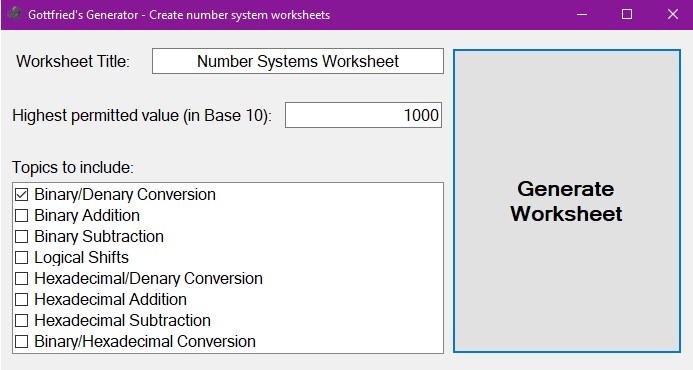 Gottfried's Generator - Create number system worksheets
Worksheet Title:
Number Systems Worksheet
Highest permitted value (in Base 10):
1000
Topics to include:
Binary/Denary Conversion
Binary Addition
Binary Subtraction
Logical Shifts
Hexadecimal/Denary Conversion
Hexadecimal Addition
Hexadecimal Subtraction
Binary/Hexadecimal Conversion
Generate
Worksheet